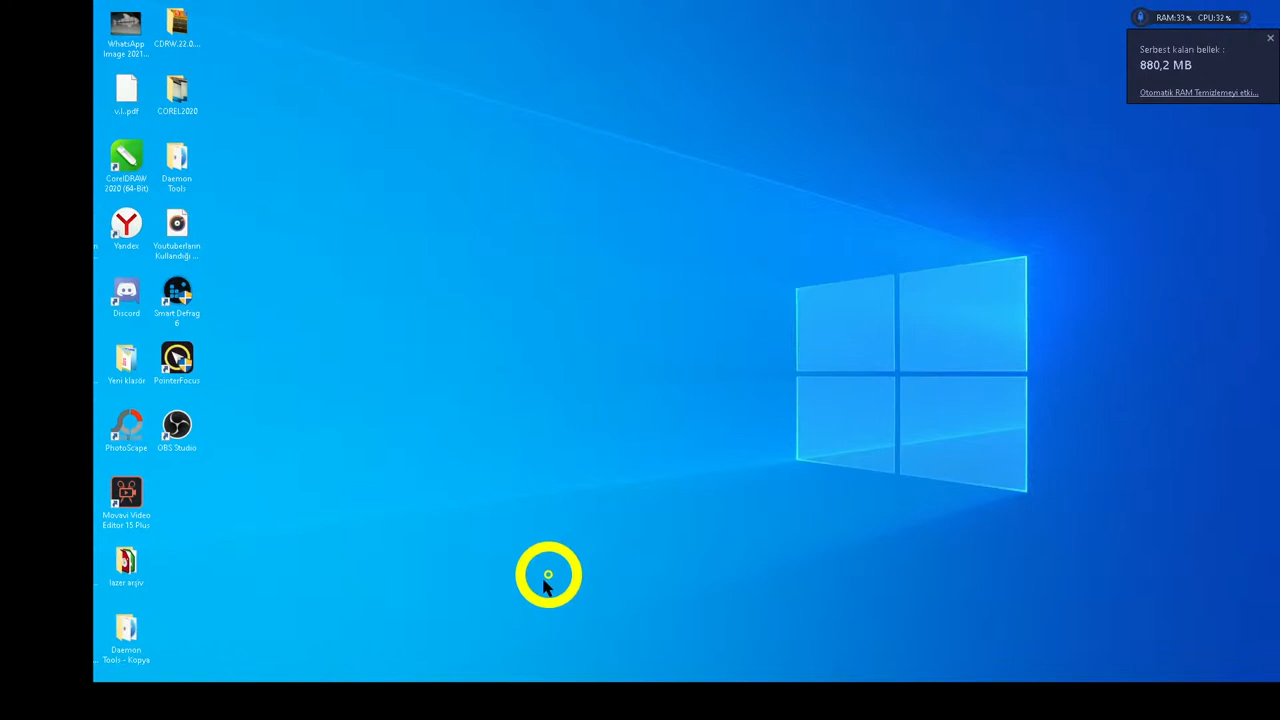 WhatsApp
Image 2021...
CDRW.22.0....
v.l..pdf
COREL2020
CorelDRAW
2020 (64-Bit)
Daemon
Tools
Yandex
Youtuberların
Kullandığı ...
Discord
Smart Defrag
6
Yeni klasör
PointerFocus
PhotoScape
OBS Studio
Movavi Video
Editor 15 Plus
lazer arşiv
Daemon
Tools - Kopya
RAM:33% CPU:32%
Serbest kalan bellek :
880,2 MB
Otomatik RAM Temizlemeyi etki...